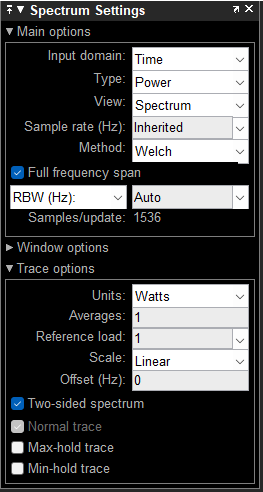 Spectrum Settings
Main options
Input domain: Time
Type: Power
View: Spectrum
Sample rate (Hz): Inherited
Method: Welch
Full frequency span
RBW (Hz): Auto
Samples/update: 1536
Window options
Trace options
Units: Watts
Averages: 1
Reference load: 1
Scale: Linear
Offset (Hz): 0
Two-sided spectrum
Normal trace
Max-hold trace
Min-hold trace